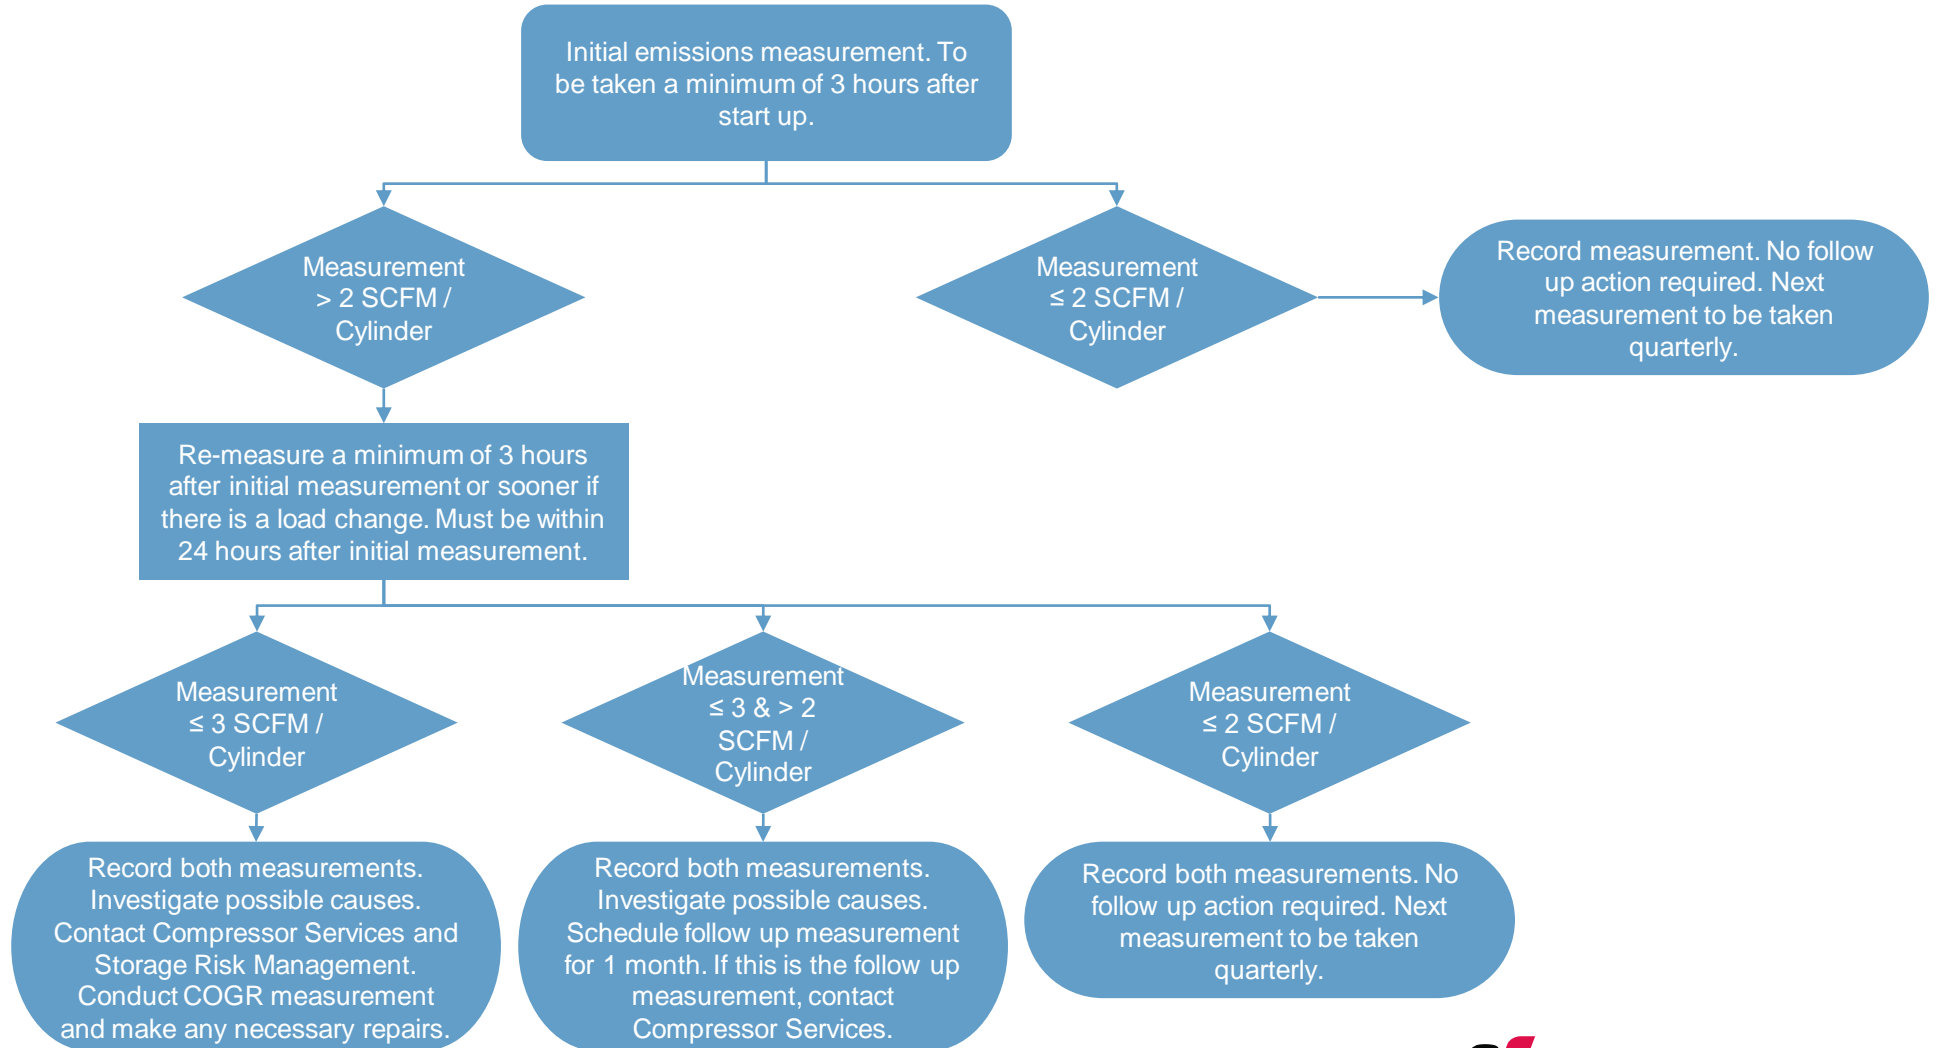 Initial emissions measurement. To
be taken a minimum of 3 hours after
start up.
Measurement
> 2 SCFM /
Cylinder
Measurement
≤ 2 SCFM /
Cylinder
Record measurement. No follow
up action required. Next
measurement to be taken
quarterly.
Re-measure a minimum of 3 hours
after initial measurement or sooner if
there is a load change. Must be within
24 hours after initial measurement.
Measurement
≤ 3 SCFM /
Cylinder
Measurement
≤ 3 & > 2
SCFM /
Cylinder
Measurement
≤ 2 SCFM /
Cylinder
Record both measurements.
Investigate possible causes.
Contact Compressor Services and
Storage Risk Management.
Conduct COGR measurement
and make any necessary repairs.
Record both measurements.
Investigate possible causes.
Schedule follow up measurement
for 1 month. If this is the follow up
measurement, contact
Compressor Services.
Record both measurements. No
follow up action required. Next
measurement to be taken
quarterly.